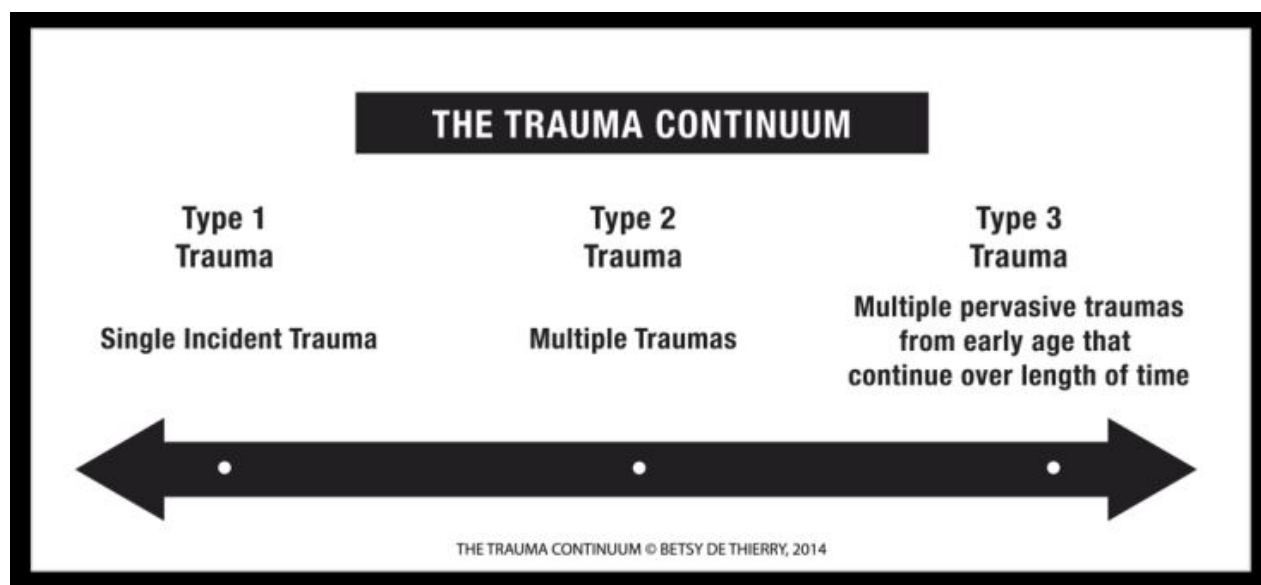 THE TRAUMA CONTINUUM
Type 1
Trauma
Single Incident Trauma
Type 2
Trauma
Multiple Traumas
Type 3
Trauma
Multiple pervasive traumas
from early age that
continue over length of time
THE TRAUMA CONTINUUM © BETSY DE THIERRY, 2014